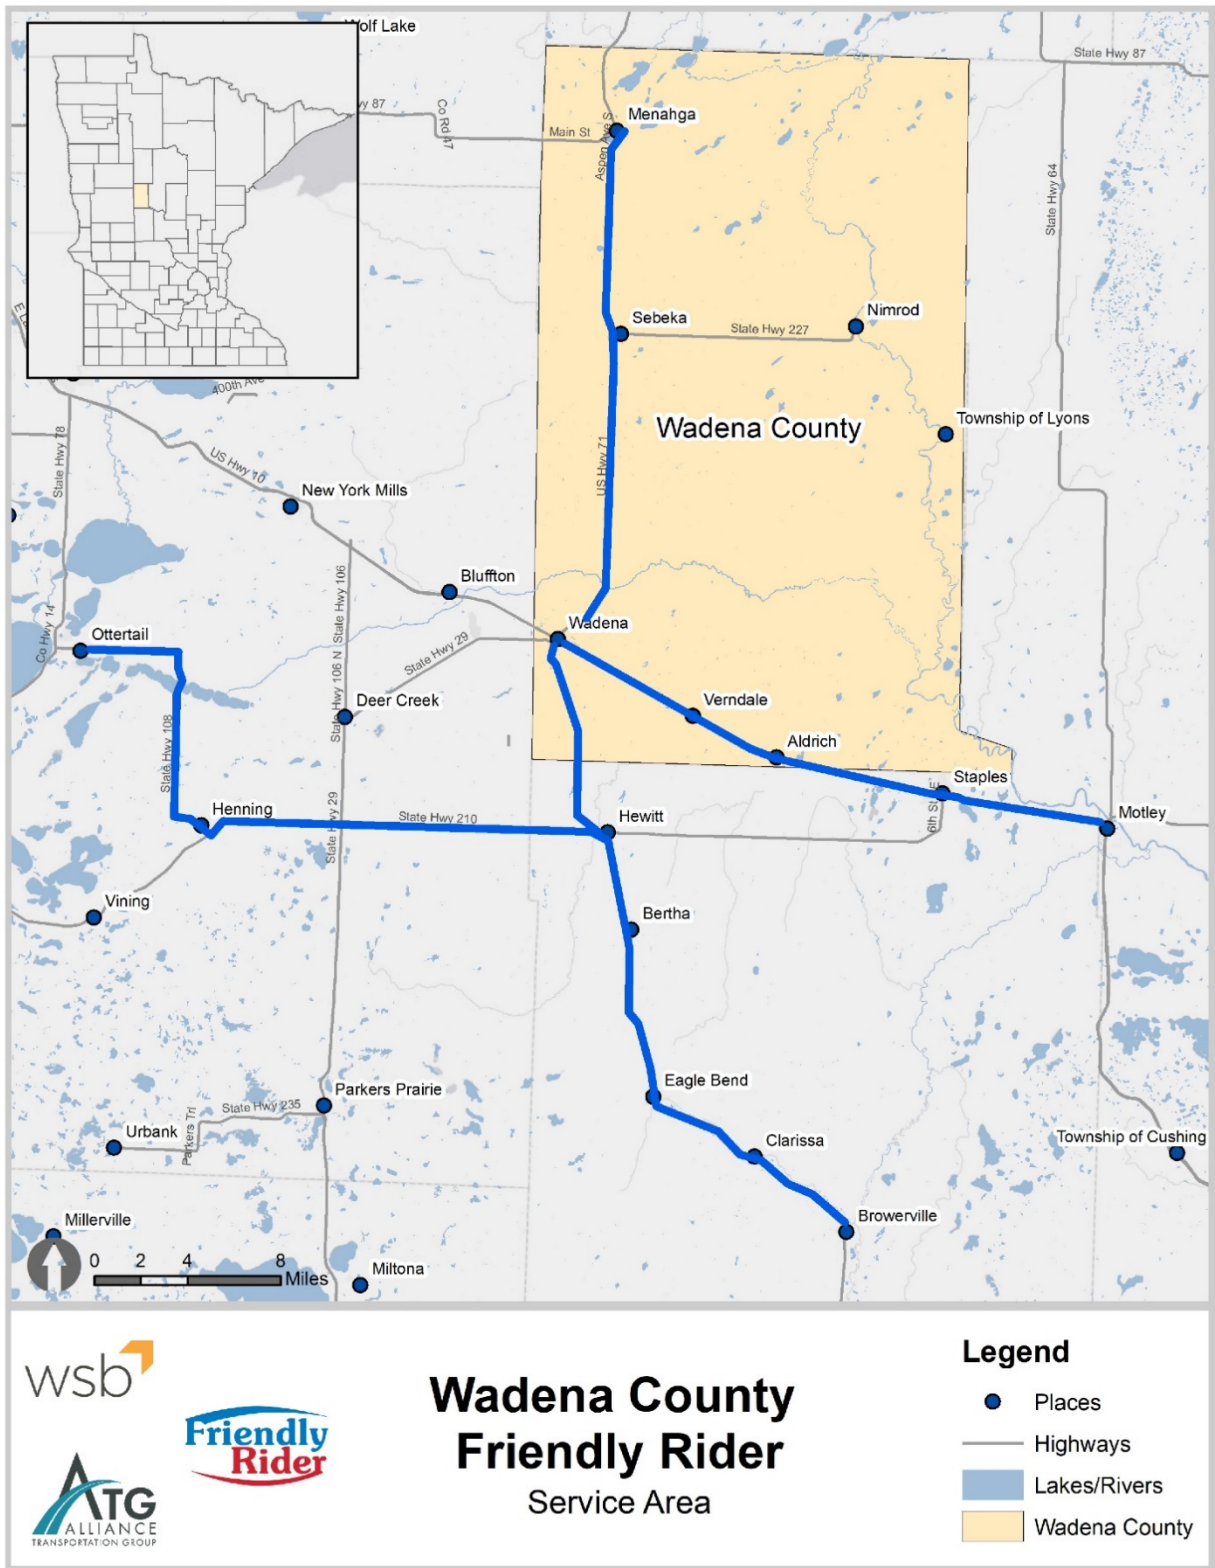 Wolf Lake
State Hwy 87
vy 87
Co Rd 47
Main St
Aspen Ave S
Menahga
State Hwy 64
Sebeka
State Hwy 227
Nimrod
Wadena County
Township of Lyons
400th Ave
State Hwy 78
US Hwy 10
New York Mills
US Hwy 71
Bluffton
State Hwy 106
Co Hwy 14
Ottertail
Wadena
State Hwy 29
State Hwy 106 N
Deer Creek
Verndale
Aldrich
State Hwy 108
Staples
6th St E
Motley
Henning
State Hwy 210
Hewitt
State Hwy 29
Vining
Bertha
Parkers Prairie
State Hwy 235
Eagle Bend
Urbank
Parkers Trl
Clarissa
Township of Cushing
Millerville
Browerville
0 2 4 8
Miles
Miltona
wsb
Friendly
Rider
ATG
ALLIANCE
TRANSPORTATION GROUP
Wadena County
Friendly Rider
Service Area
Legend
Places
Highways
Lakes/Rivers
Wadena County